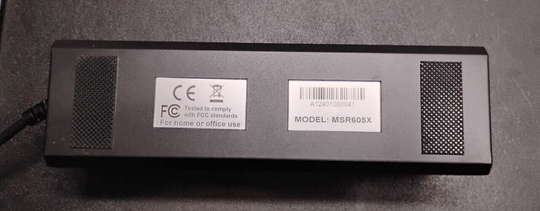 CE
FC Tested to comply
with FCC standards
For home or office use
A12401060041
MODEL: MSR605X